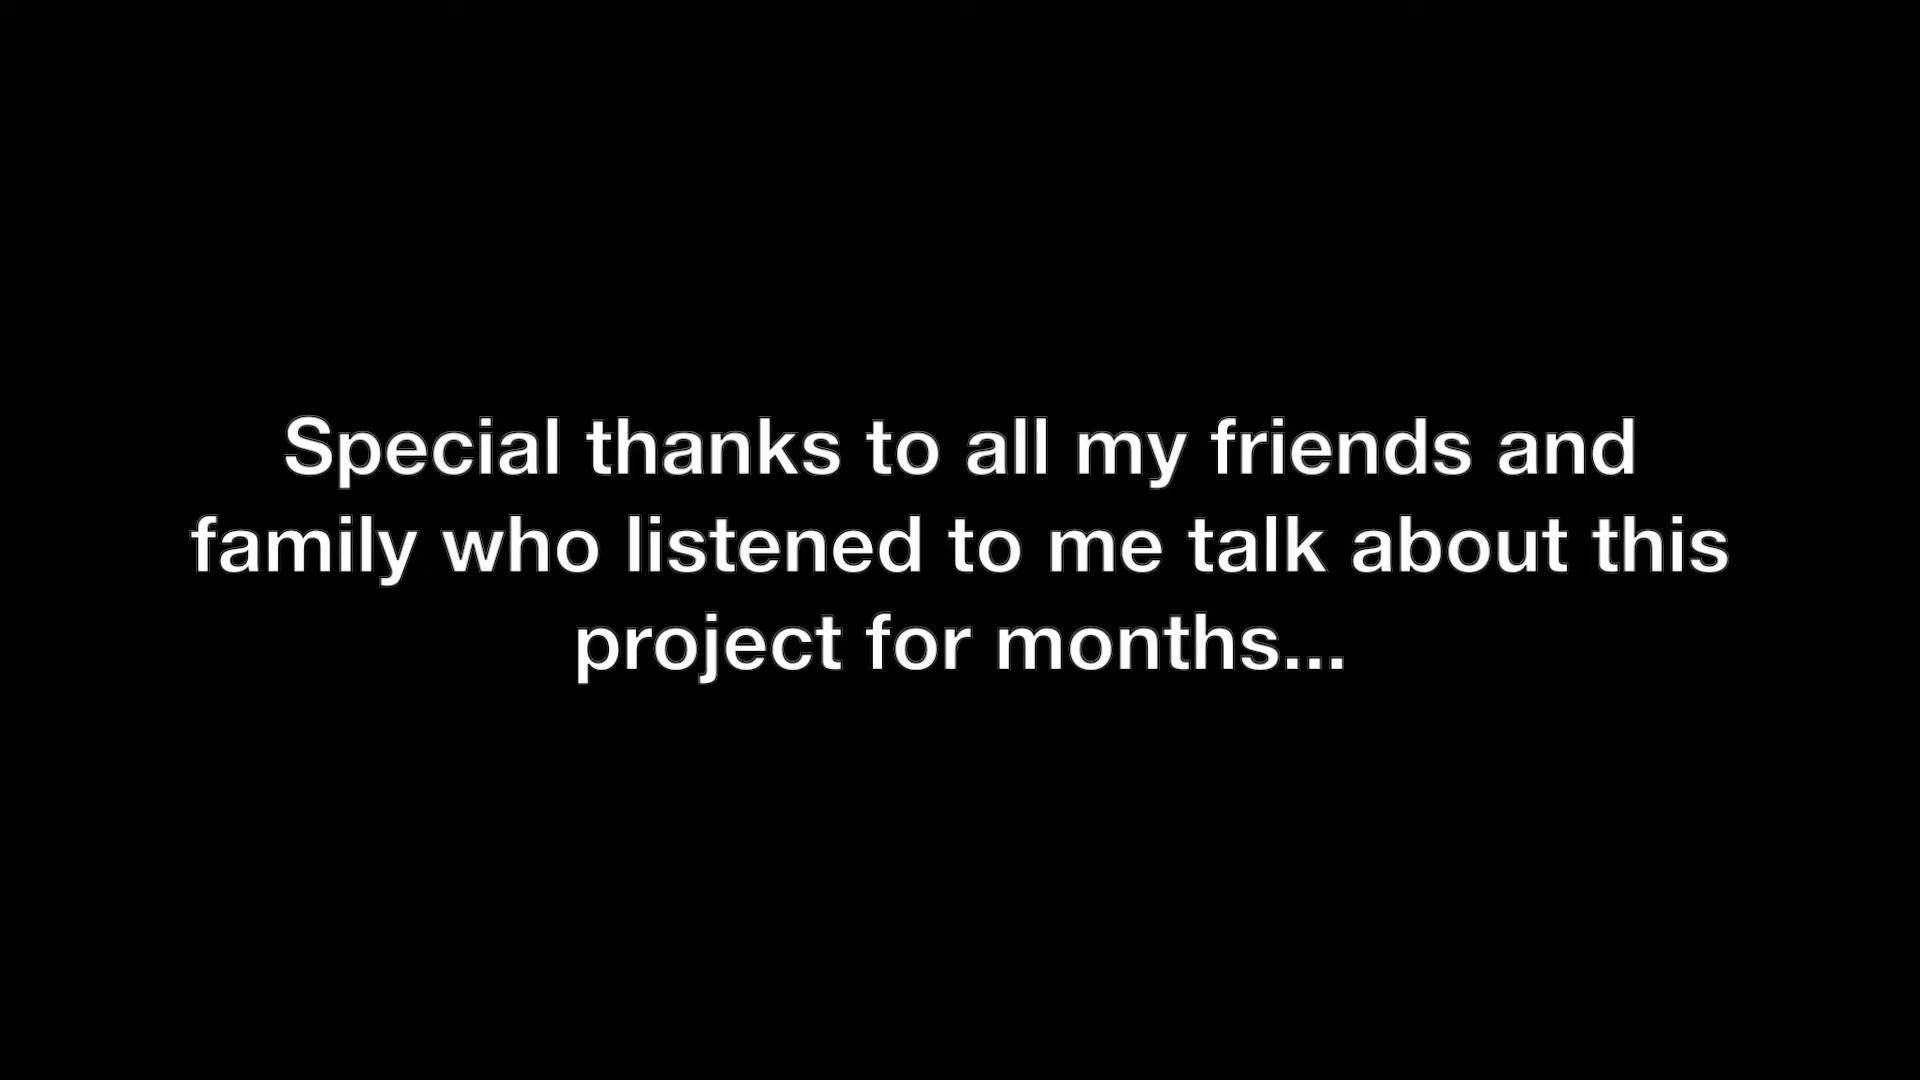 Special thanks to all my friends and
family who listened to me talk about this
project for months...